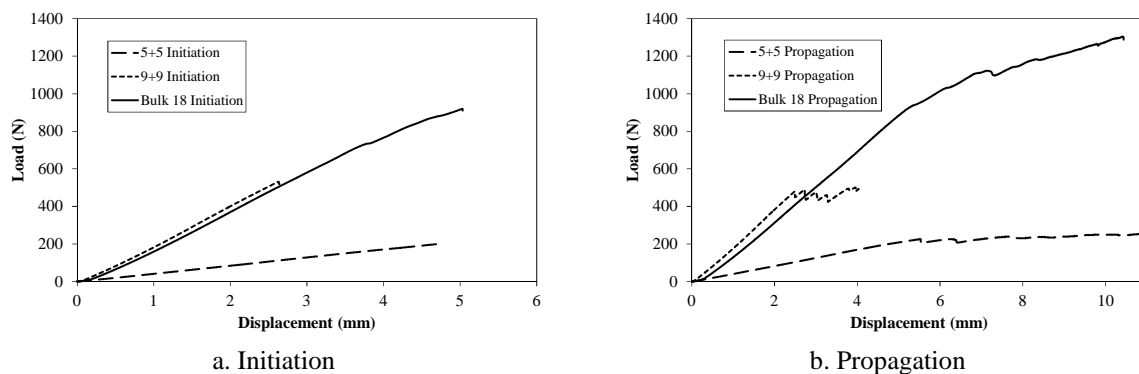 1400
1200
1000
800
600
400
200
0
Load (N)
5+5 Initiation
9+9 Initiation
Bulk 18 Initiation
0 1 2 3 4 5 6
Displacement (mm)
a. Initiation
1400
1200
1000
800
600
400
200
0
Load (N)
5+5 Propagation
9+9 Propagation
Bulk 18 Propagation
0 2 4 6 8 10
Displacement (mm)
b. Propagation